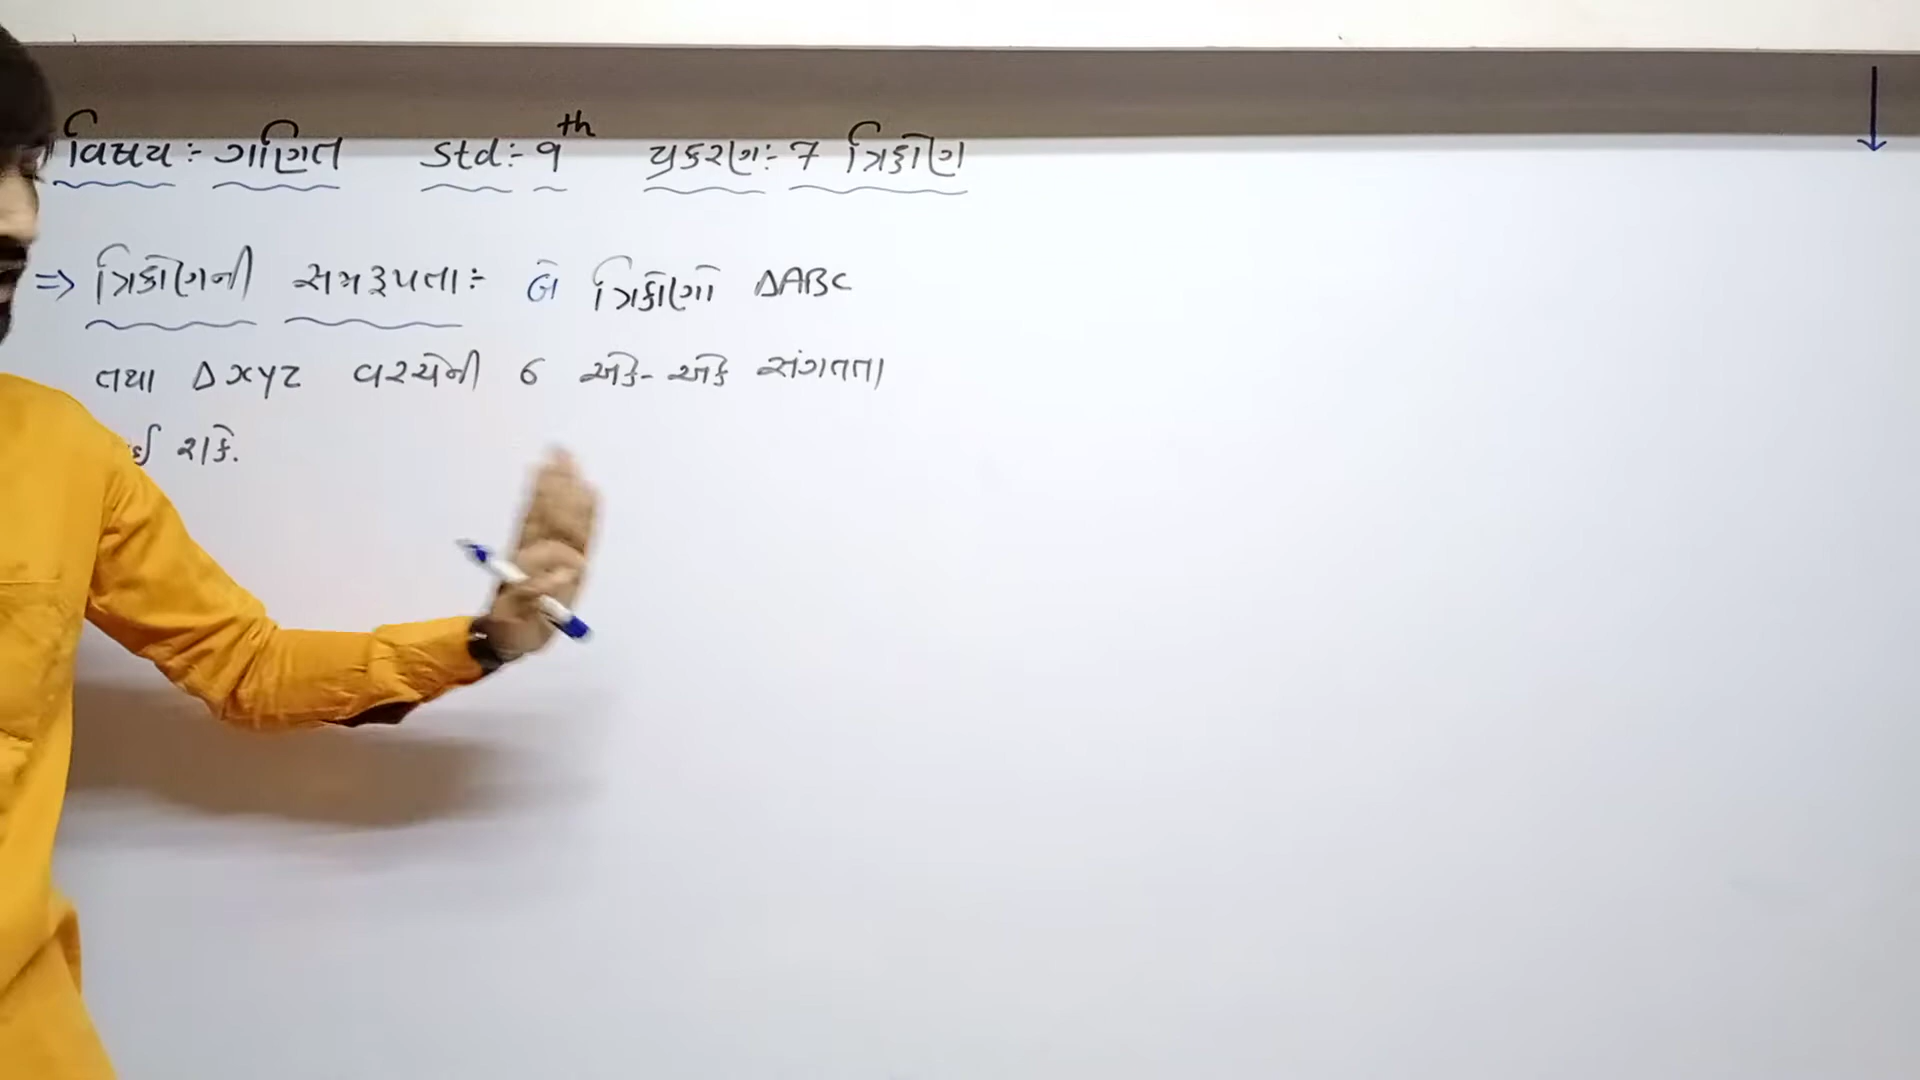 વિષય :- ગણિત   Std :- 9th   પ્રકરણ :- 7 ત્રિકોણ
⇒ ત્રિકોણની સમરૂપતા :- બે ત્રિકોણો ΔABC
તથા ΔXYZ વચ્ચેની 6 એક-એક સંગતતા
શકે.